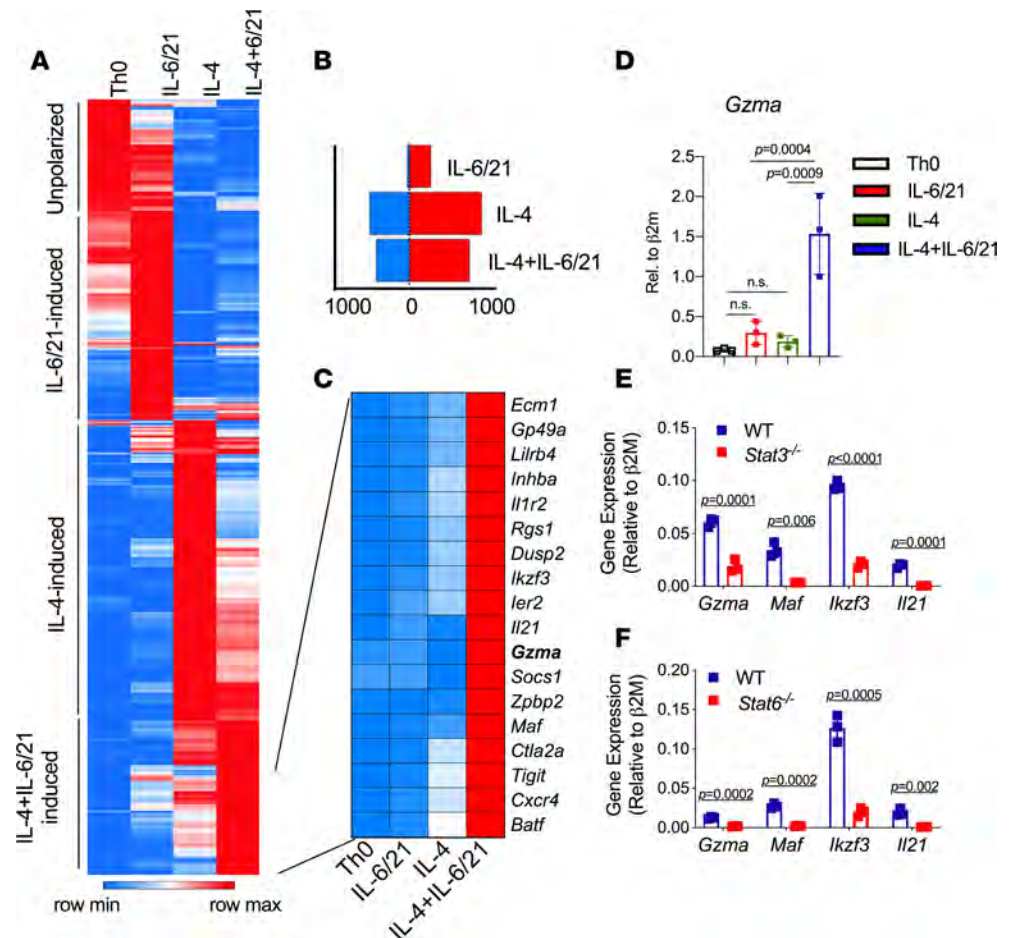 A
Th0
IL-6/21
IL-4
IL-4+6/21
Unpolarized
IL-6/21-induced
IL-4-induced
IL-4+IL-6/21
induced
row min
row max
B
IL-6/21
IL-4
IL-4+IL-6/21
1000
0
1000
C
Ecm1
Gp49a
Lilrb4
Inhba
Il1r2
Rgs1
Dusp2
Ikzf3
Ier2
Il21
Gzma
Socs1
Zpbp2
Maf
Ctla2a
Tigit
Cxcr4
Batf
Th0
IL-6/21
IL-4
IL-4+IL-6/21
D
Gzma
Rel. to β2m
2.5
2.0
1.5
1.0
0.5
0.0
p=0.0004
p=0.0009
n.s.
n.s.
Th0
IL-6/21
IL-4
IL-4+IL-6/21
E
Gene Expression
(Relative to β2M)
0.15
0.10
0.05
0.00
WT
Stat3-/-
p=0.0001
p=0.006
p<0.0001
p=0.0001
Gzma
Maf
Ikzf3
Il21
F
Gene Expression
(Relative to β2M)
0.20
0.15
0.10
0.05
0.00
WT
Stat6-/-
p=0.0002
p=0.0002
p=0.0005
p=0.002
Gzma
Maf
Ikzf3
Il21